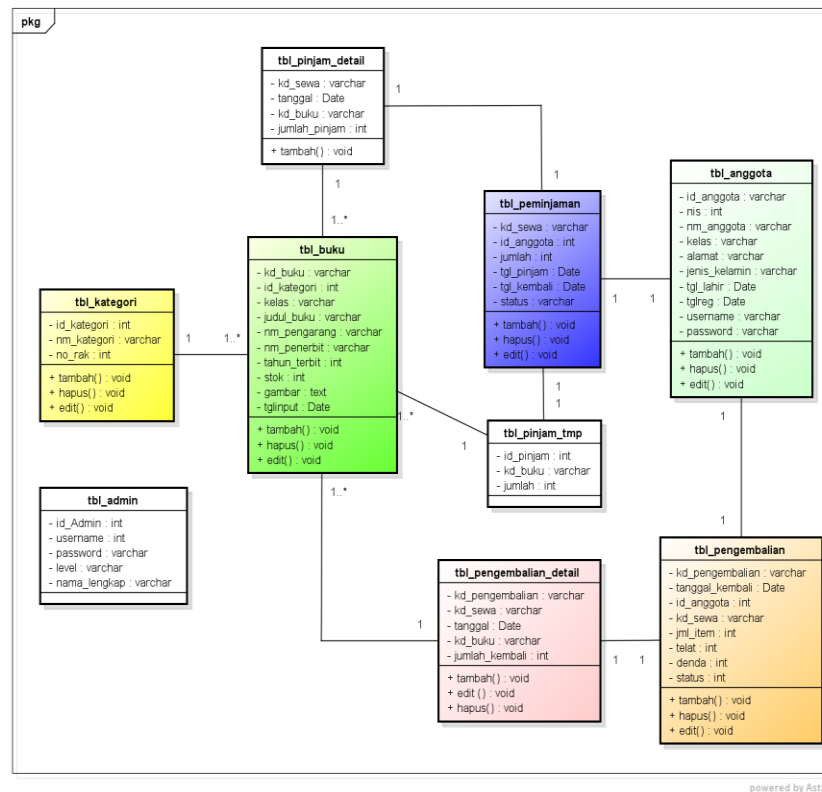 pkg
tbl_pinjam_detail
- kd_sewa : varchar
- tanggal : Date
- kd_buku : varchar
- jumlah_pinjam : int
+ tambah() : void
1
1
1
1..*
tbl_peminjaman
- kd_sewa : varchar
- id_anggota : int
- jumlah : int
- tgl_pinjam : Date
- tgl_kembali : Date
- status : varchar
+ tambah() : void
+ hapus() : void
+ edit() : void
1
1
tbl_anggota
- id_anggota : varchar
- nis : int
- nm_anggota : varchar
- kelas : varchar
- alamat : varchar
- jenis_kelamin : varchar
- tgl_lahir : Date
- tglreg : Date
- username : varchar
- password : varchar
+ tambah() : void
+ hapus() : void
+ edit() : void
tbl_kategori
- id_kategori : int
- nm_kategori : varchar
- no_rak : int
+ tambah() : void
+ hapus() : void
+ edit() : void
1
1..*
tbl_buku
- kd_buku : varchar
- id_kategori : int
- kelas : varchar
- judul_buku : varchar
- nm_pengarang : varchar
- nm_penerbit : varchar
- tahun_terbit : int
- stok : int
- gambar : text
- tglinput : Date
+ tambah() : void
+ hapus() : void
+ edit() : void
1..*
1
1
1
tbl_pinjam_tmp
- id_pinjam : int
- kd_buku : varchar
- jumlah : int
1
1
1..*
tbl_admin
- id_Admin : int
- username : int
- password : varchar
- level : varchar
- nama_lengkap : varchar
tbl_pengembalian_detail
- kd_pengembalian : varchar
- kd_sewa : varchar
- tanggal : Date
- kd_buku : varchar
- jumlah_kembali : int
+ tambah() : void
+ edit () : void
+ hapus() : void
1
1
1
tbl_pengembalian
- kd_pengembalian : varchar
- tanggal_kembali : Date
- id_anggota : int
- kd_sewa : varchar
- jml_item : int
- telat : int
- denda : int
- status : int
+ tambah() : void
+ hapus() : void
+ edit() : void
powered by Ast